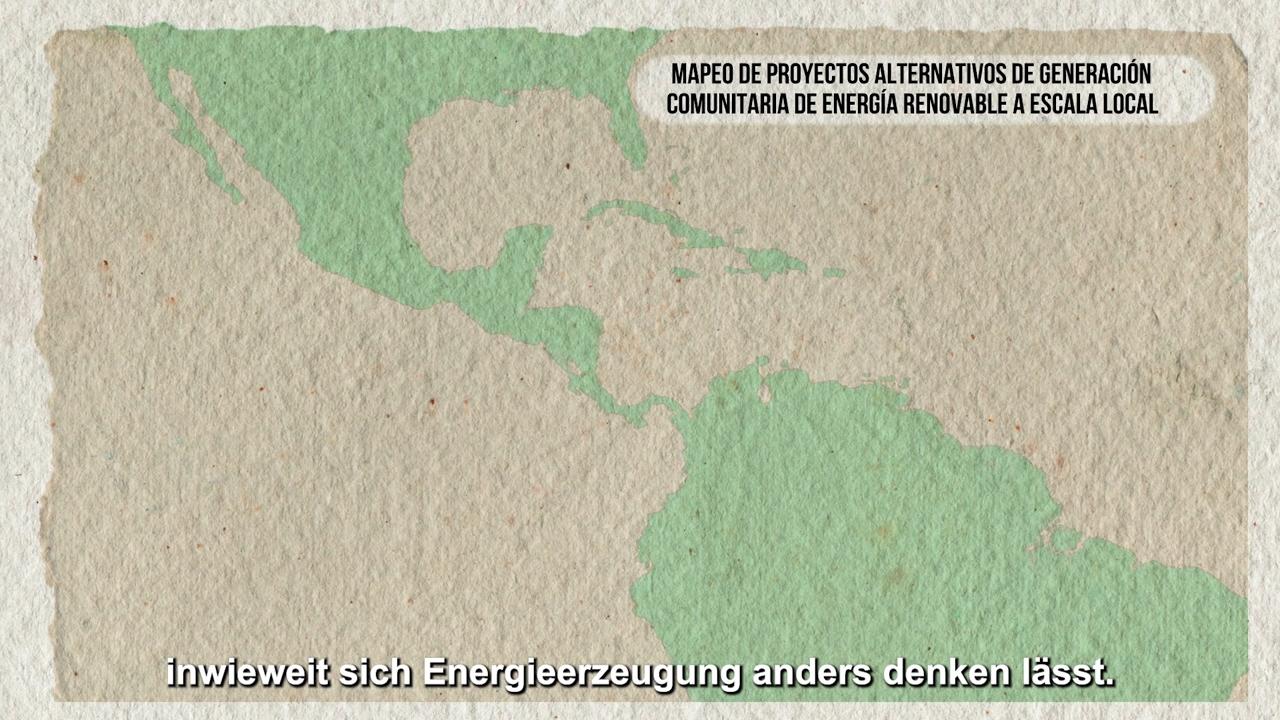 MAPEO DE PROYECTOS ALTERNATIVOS DE GENERACIÓN
COMUNITARIA DE ENERGÍA RENOVABLE A ESCALA LOCAL
inwieweit sich Energieerzeugung anders denken lässt.